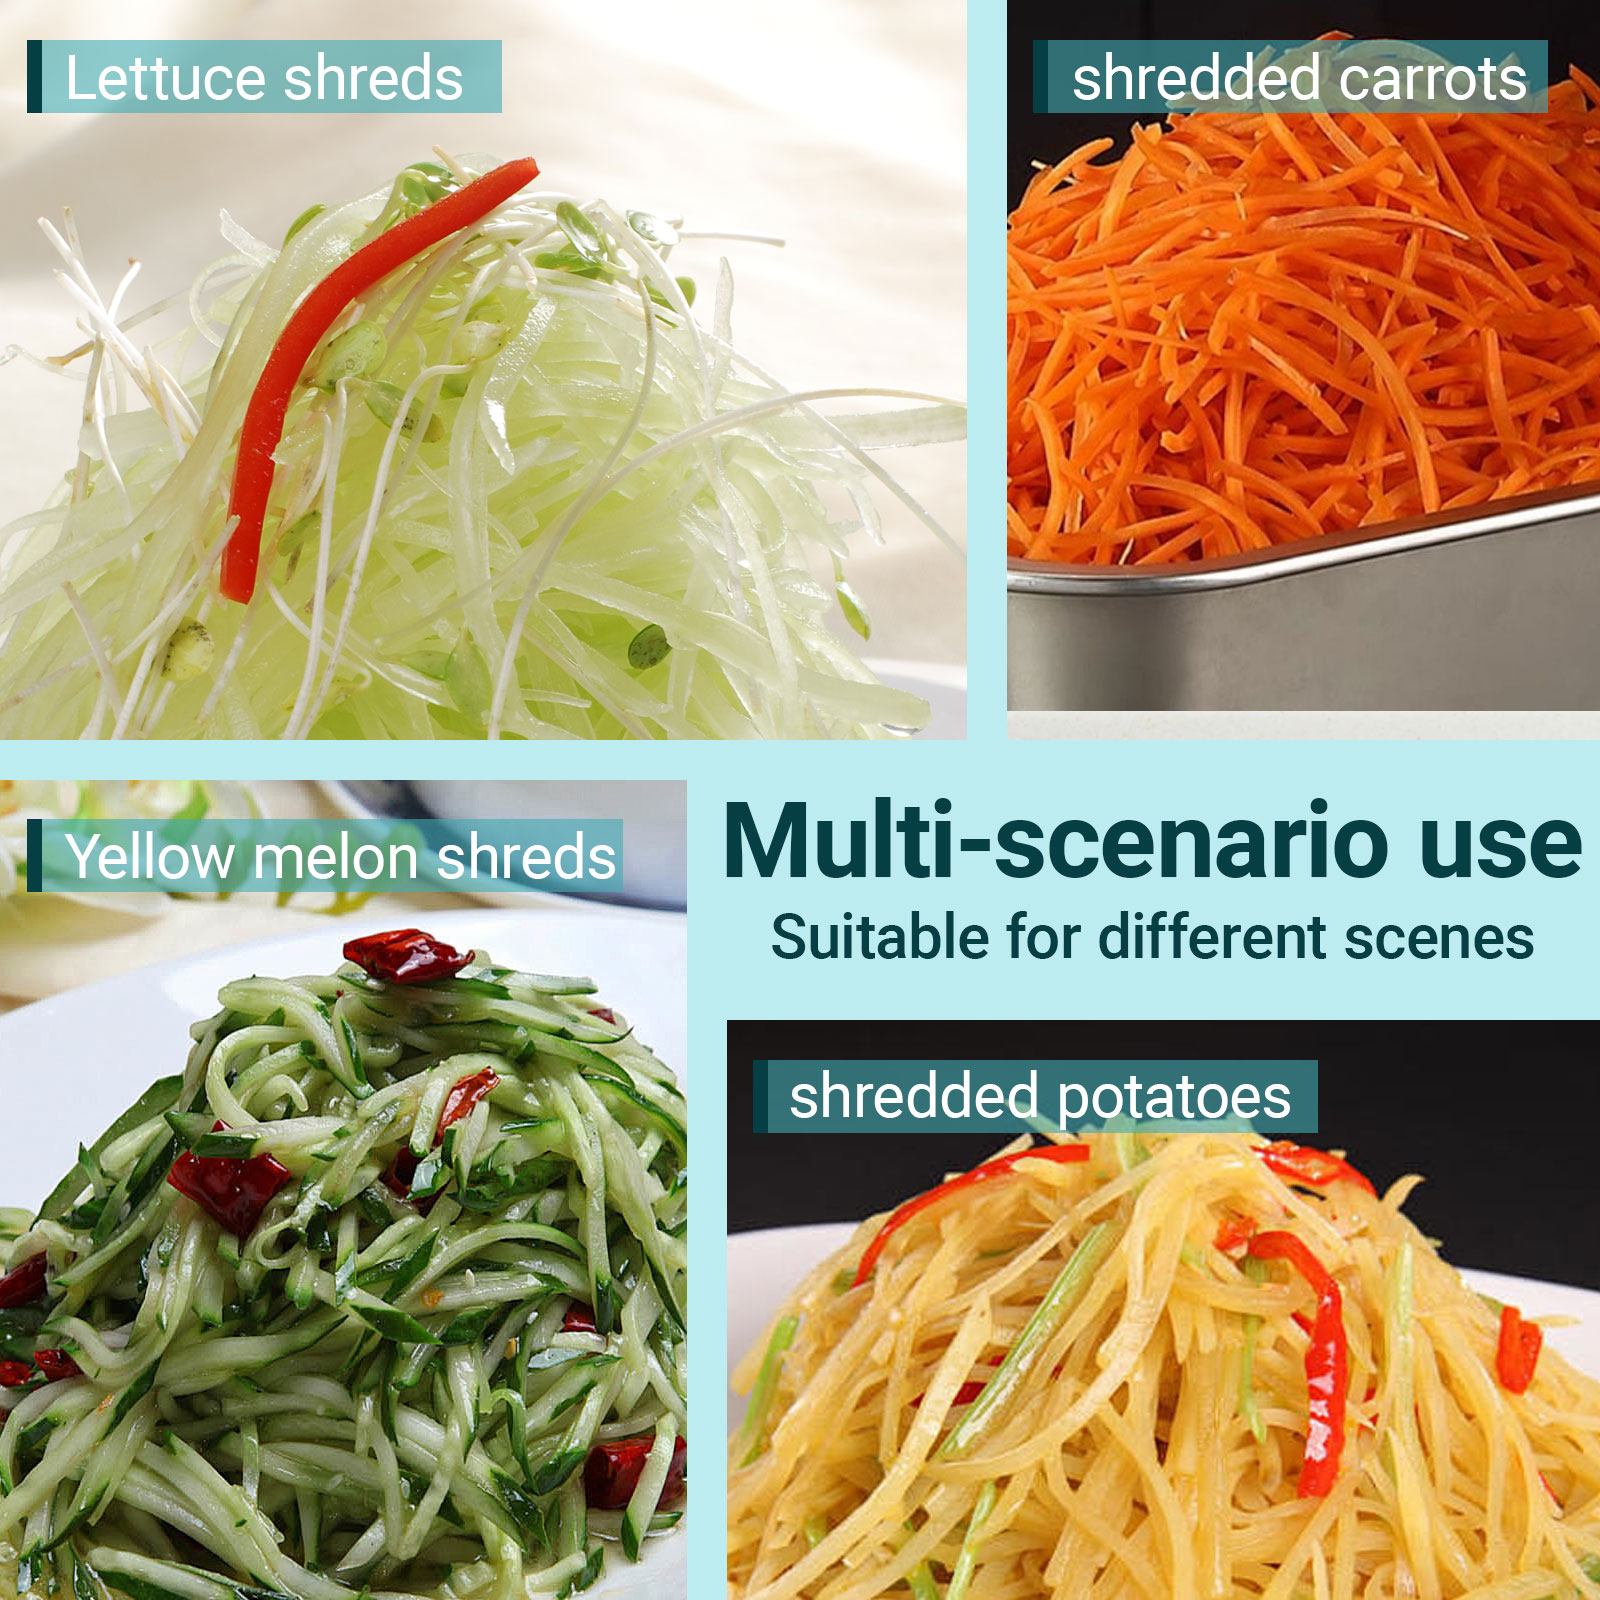 Lettuce shreds
shredded carrots
Yellow melon shreds
Multi-scenario use
Suitable for different scenes
shredded potatoes